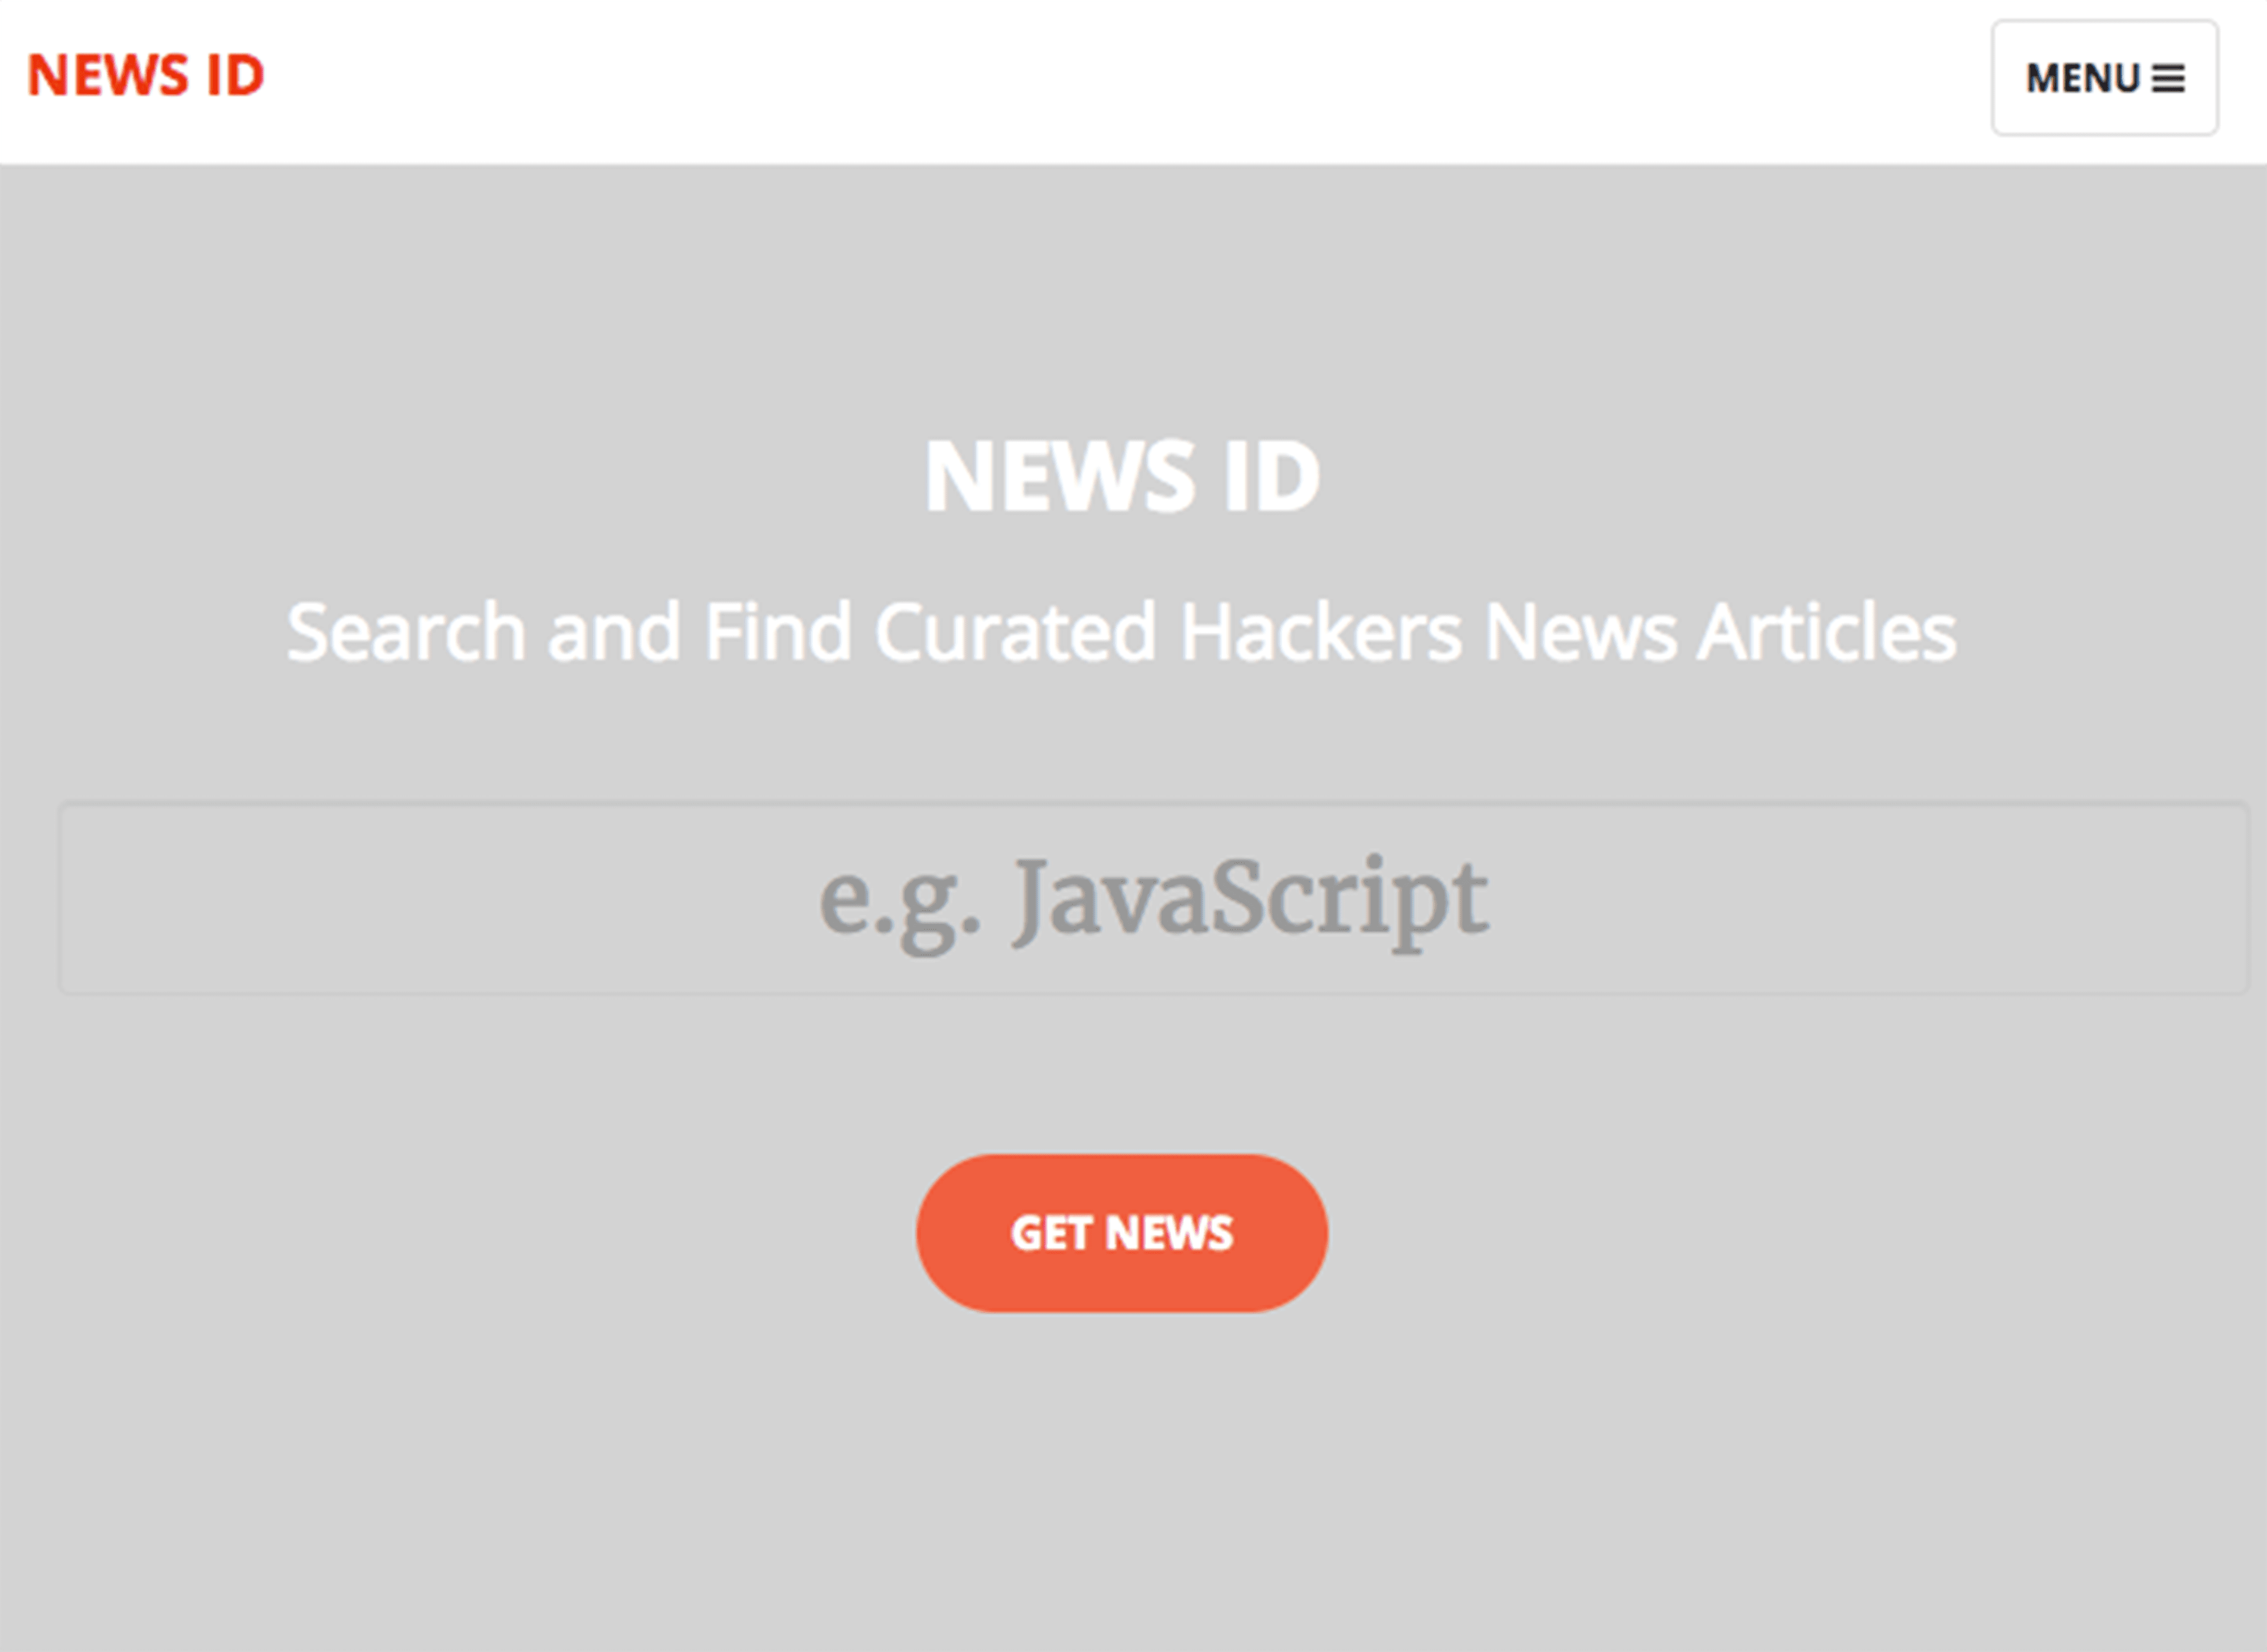 NEWS ID
MENU
NEWS ID
Search and Find Curated Hackers News Articles
e.g. JavaScript
GET NEWS